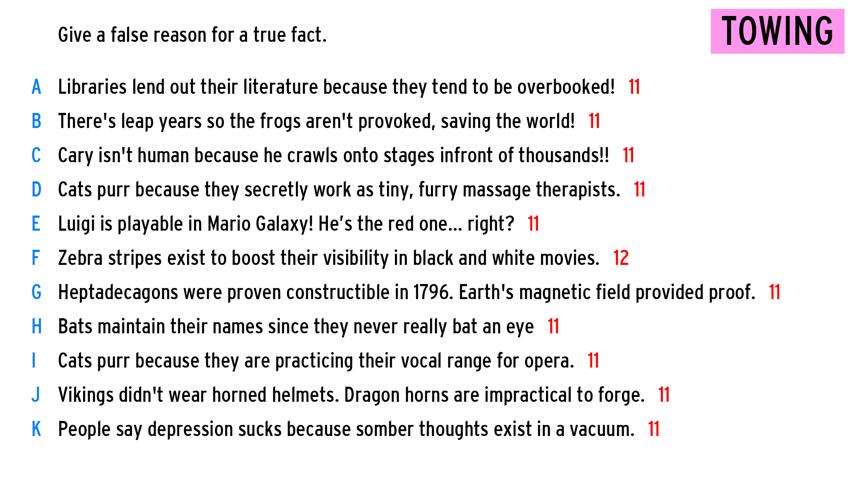 Give a false reason for a true fact.
TOWING
A Libraries lend out their literature because they tend to be overbooked! 11
B There's leap years so the frogs aren't provoked, saving the world! 11
C Cary isn't human because he crawls onto stages infront of thousands!! 11
D Cats purr because they secretly work as tiny, furry massage therapists. 11
E Luigi is playable in Mario Galaxy! He’s the red one... right? 11
F Zebra stripes exist to boost their visibility in black and white movies. 12
G Heptadecagons were proven constructible in 1796. Earth's magnetic field provided proof. 11
H Bats maintain their names since they never really bat an eye 11
I Cats purr because they are practicing their vocal range for opera. 11
J Vikings didn't wear horned helmets. Dragon horns are impractical to forge. 11
K People say depression sucks because somber thoughts exist in a vacuum. 11